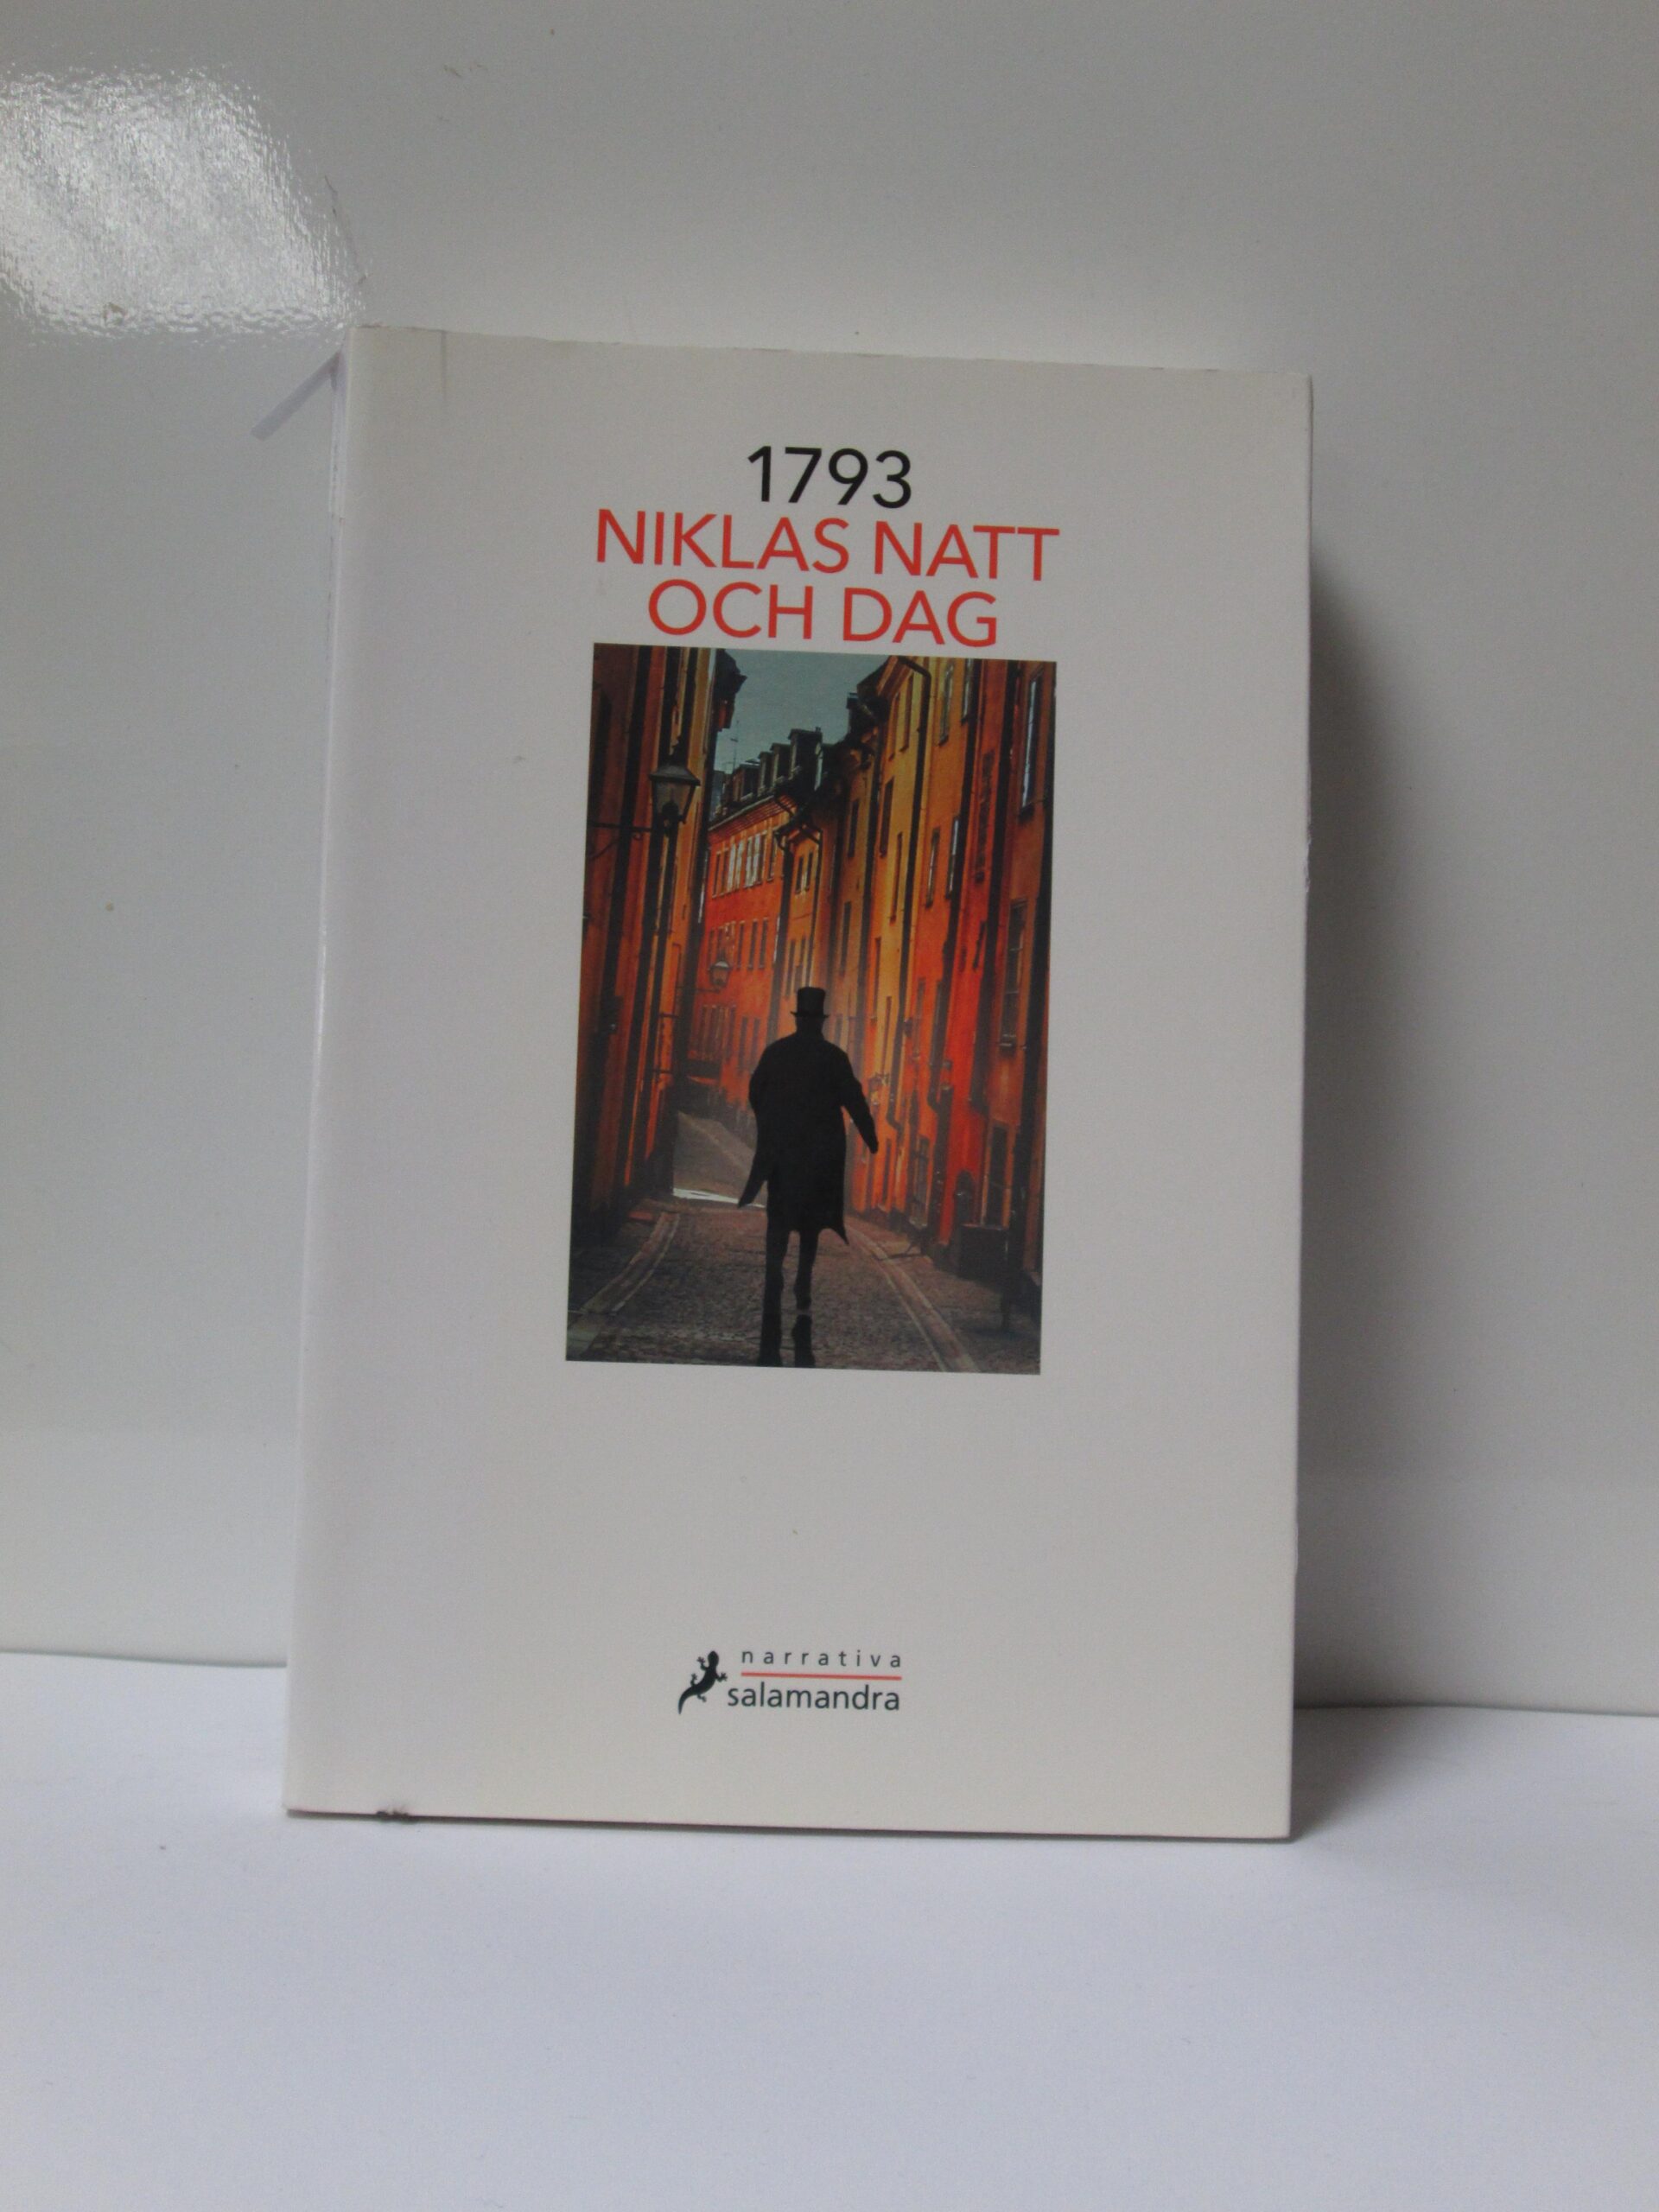 1793
NIKLAS NATT
OCH DAG
narrativa
salamandra